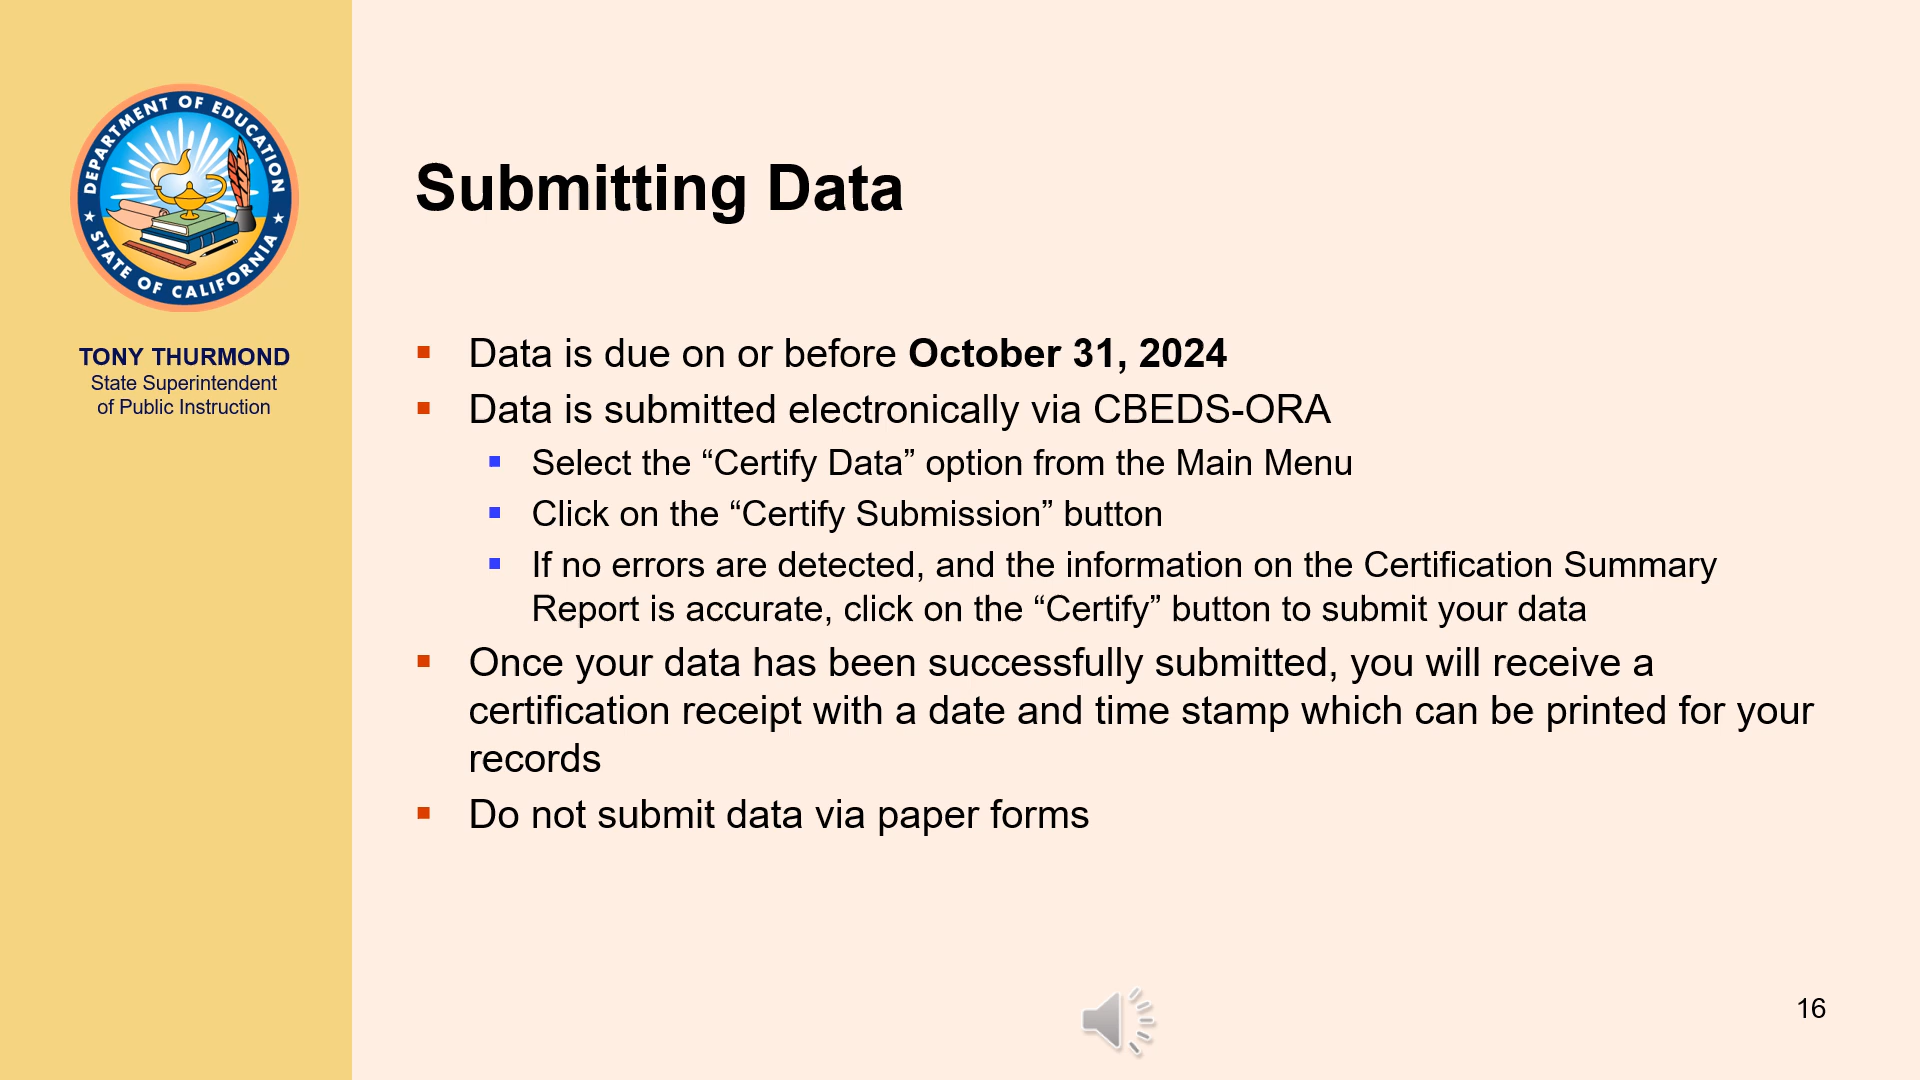 DEPARTMENT OF EDUCATION
STATE OF CALIFORNIA
TONY THURMOND
State Superintendent
of Public Instruction
Submitting Data
Data is due on or before October 31, 2024
Data is submitted electronically via CBEDS-ORA
Select the “Certify Data” option from the Main Menu
Click on the “Certify Submission” button
If no errors are detected, and the information on the Certification Summary
Report is accurate, click on the “Certify” button to submit your data
Once your data has been successfully submitted, you will receive a
certification receipt with a date and time stamp which can be printed for your
records
Do not submit data via paper forms
16